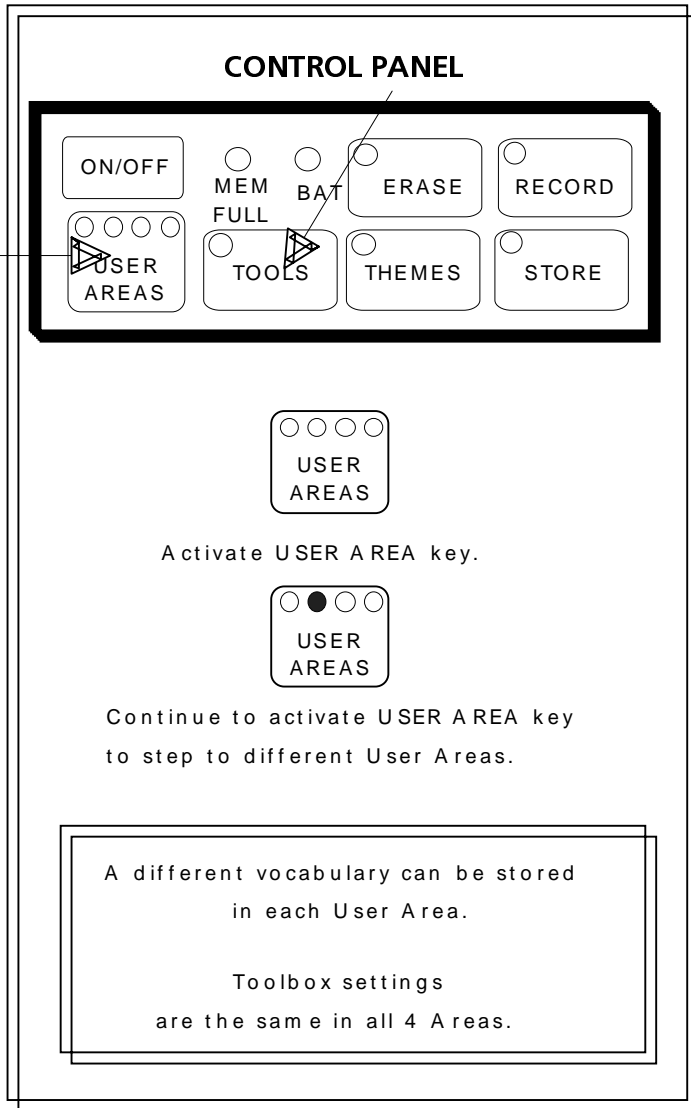 CONTROL PANEL
ON/OFF
MEM
FULL
BAT
ERASE
RECORD
USER
AREAS
TOOLS
THEMES
STORE
USER
AREAS
Activate USER AREA key.
USER
AREAS
Continue to activate USER AREA key
to step to different User Areas.
A different vocabulary can be stored
in each User Area.
Toolbox settings
are the same in all 4 Areas.